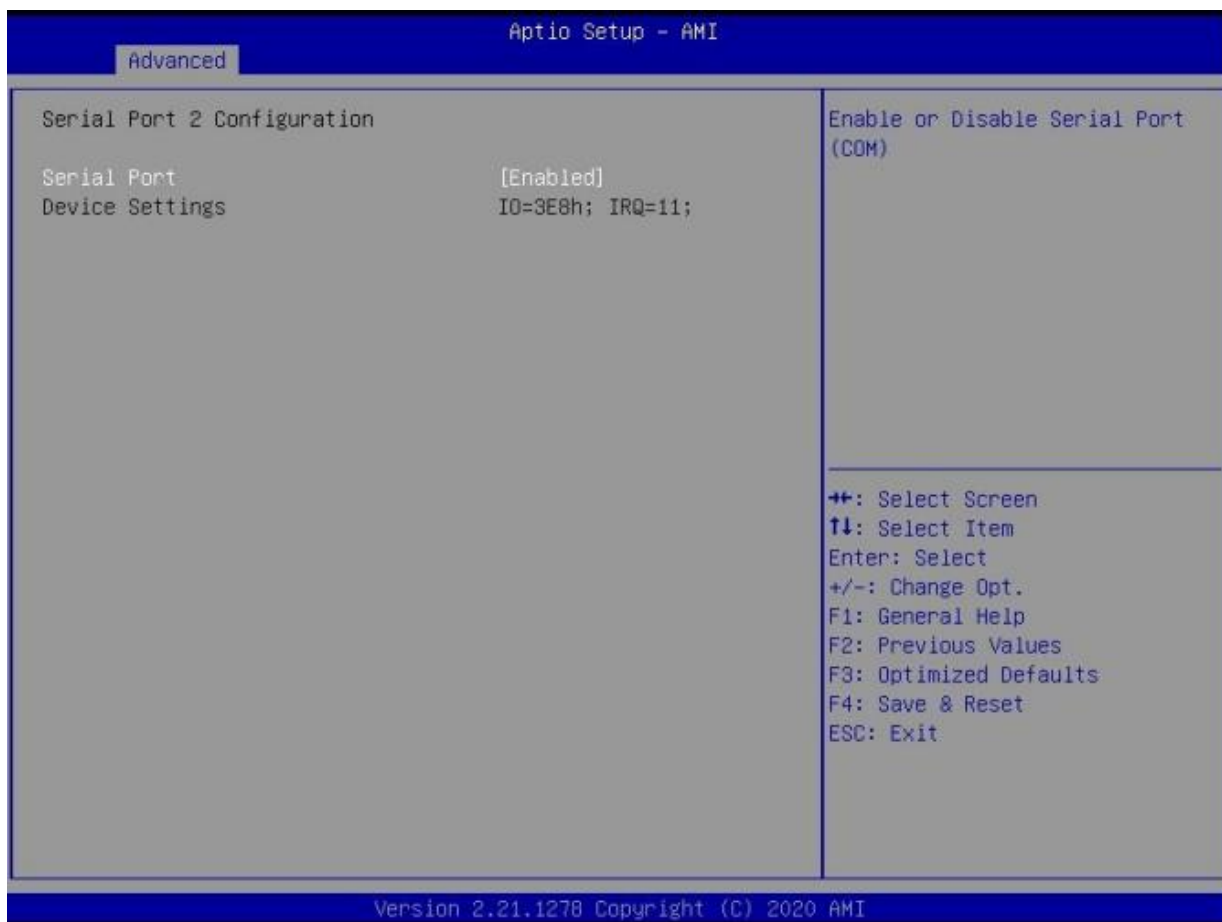 Aptio Setup - AMI
Advanced
Serial Port 2 Configuration
Serial Port [Enabled]
Device Settings IO=3E8h; IRQ=11;
Enable or Disable Serial Port
(COM)
→←: Select Screen
↑↓: Select Item
Enter: Select
+/-: Change Opt.
F1: General Help
F2: Previous Values
F3: Optimized Defaults
F4: Save & Reset
ESC: Exit
Version 2.21.1278 Copyright (C) 2020 AMI